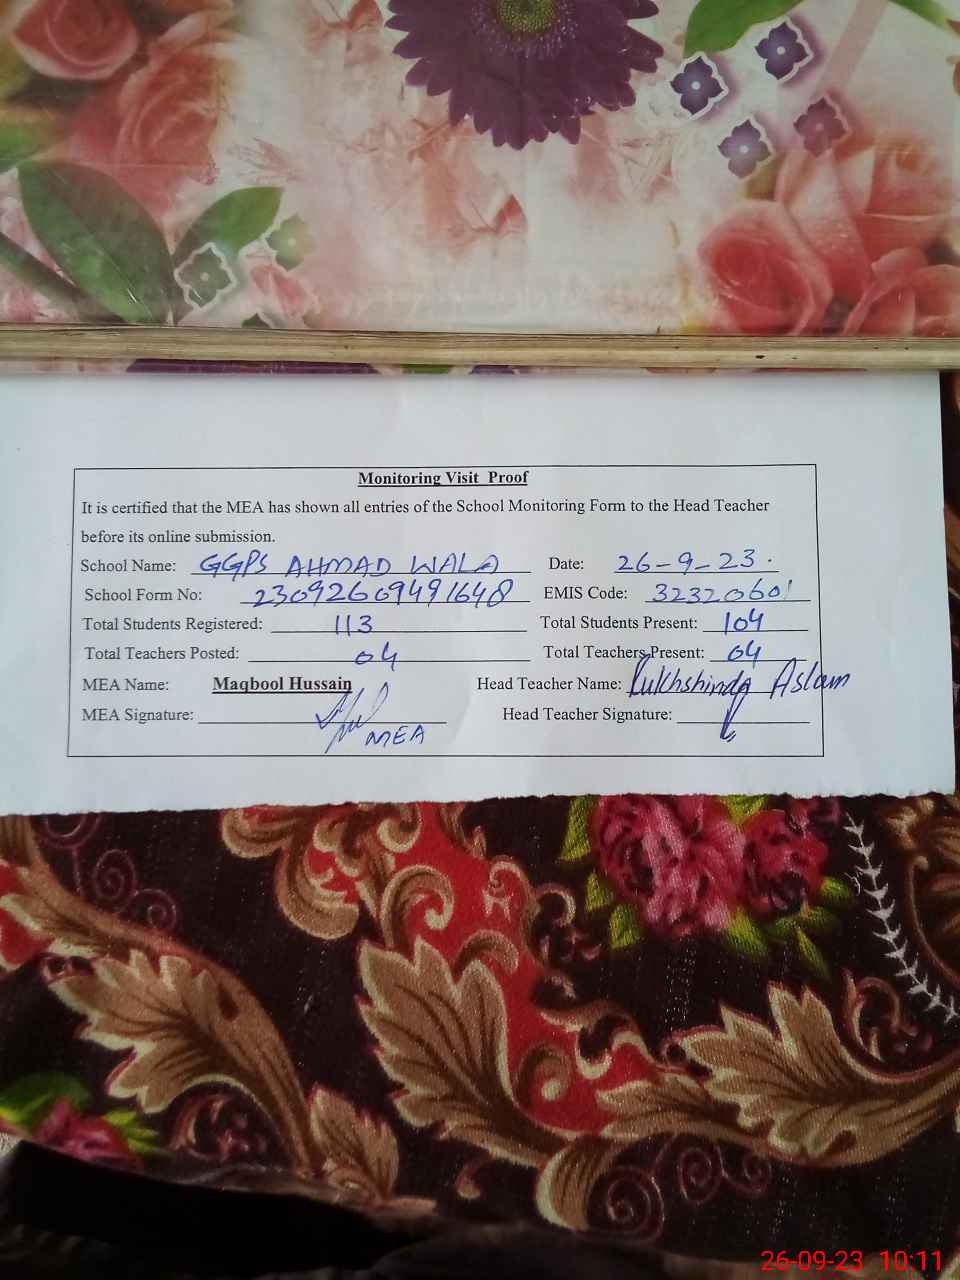 Monitoring Visit Proof
It is certified that the MEA has shown all entries of the School Monitoring Form to the Head Teacher
before its online submission.
School Name: GGPS AHMAD WALA Date: 26-9-23.
School Form No: 23092609491648 EMIS Code: 32320601
Total Students Registered: 113 Total Students Present: 104
Total Teachers Posted: 04 Total Teachers Present: 04
MEA Name: Maqbool Hussain Head Teacher Name: Rukhshinda Aslam
MEA Signature: MEA Head Teacher Signature:
26-09-23 10:11